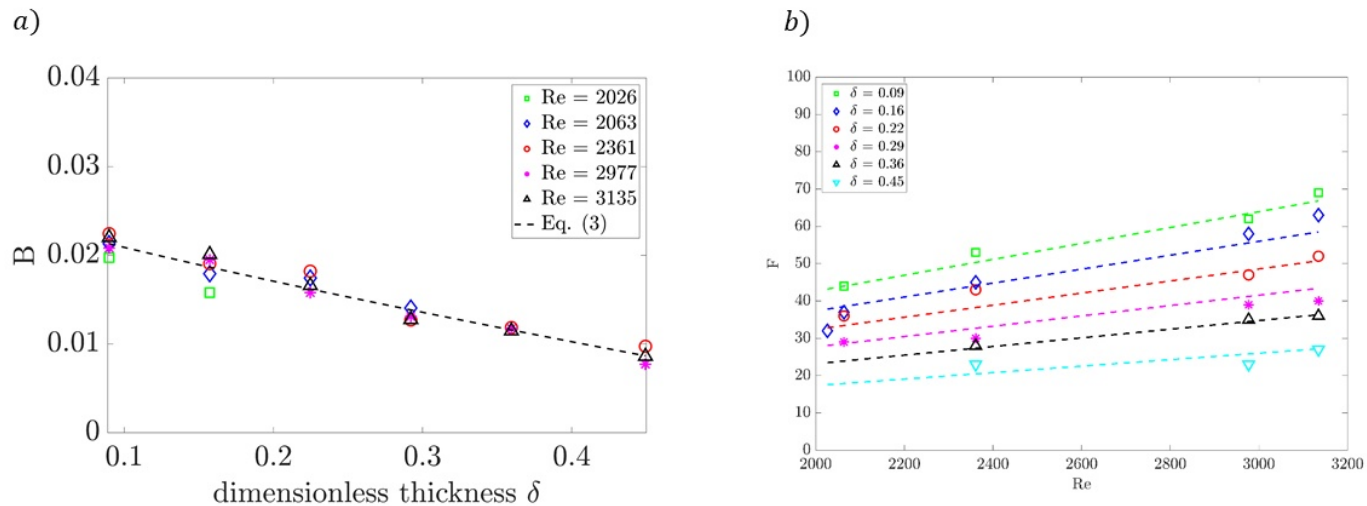 a)
0.04
0.03
0.02
0.01
0
B
0.1
0.2
0.3
0.4
dimensionless thickness δ
Re = 2026
Re = 2063
Re = 2361
Re = 2977
Re = 3135
Eq. (3)
b)
100
90
80
70
60
50
40
30
20
10
0
F
2000
2200
2400
2600
2800
3000
3200
Re
δ = 0.09
δ = 0.16
δ = 0.22
δ = 0.29
δ = 0.36
δ = 0.45